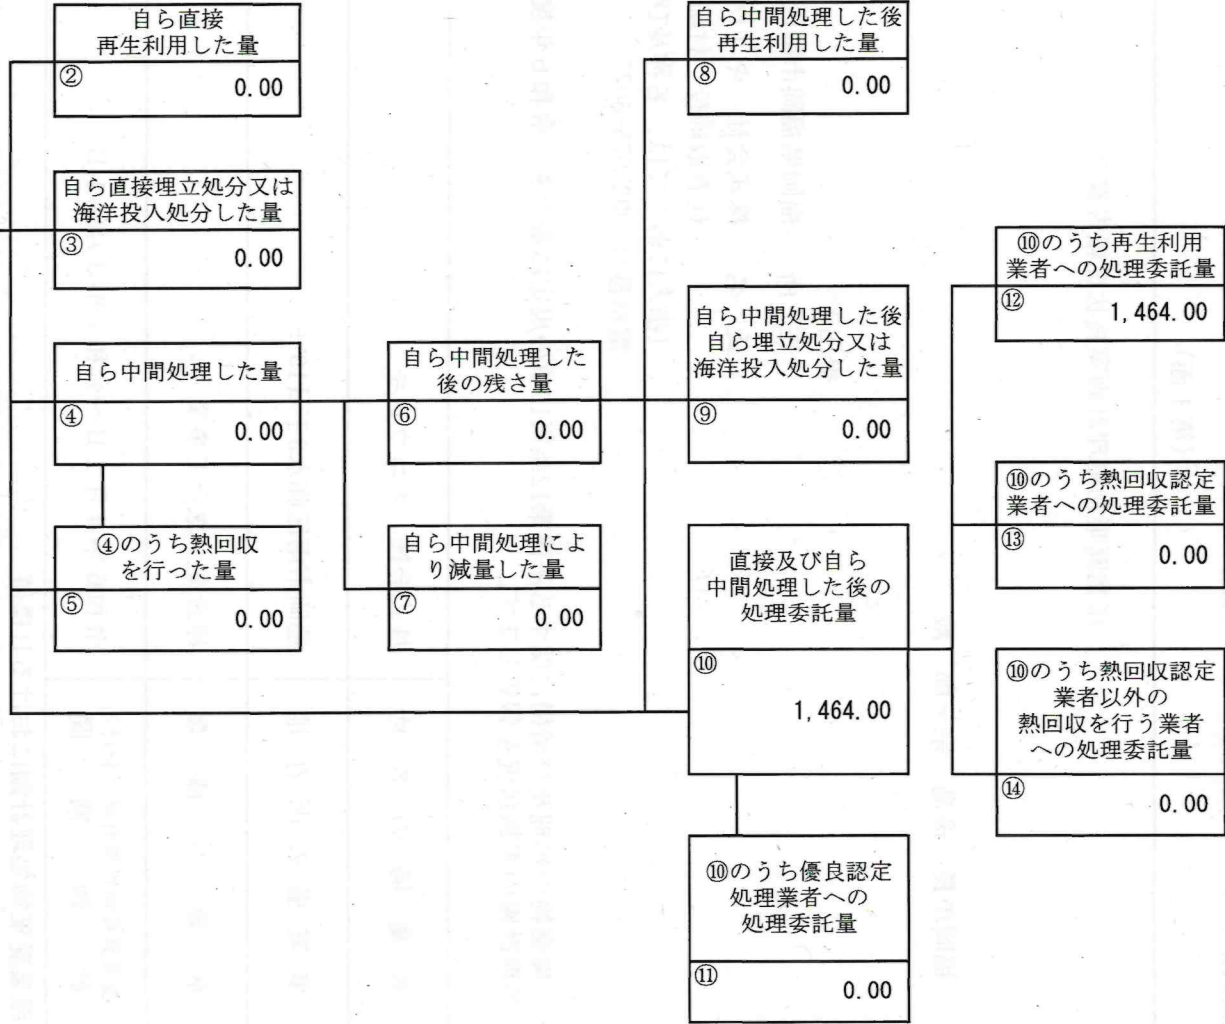 自ら直接
再生利用した量
②
0.00
自ら直接埋立処分又は
海洋投入処分した量
③
0.00
自ら中間処理した量
④
0.00
④のうち熱回収
を行った量
⑤
0.00
自ら中間処理した
後の残さ量
⑥
0.00
自ら中間処理によ
り減量した量
⑦
0.00
自ら中間処理した後
再生利用した量
⑧
0.00
自ら中間処理した後
自ら埋立処分又は
海洋投入処分した量
⑨
0.00
直接及び自ら
中間処理した後の
処理委託量
⑩
1,464.00
⑩のうち優良認定
処理業者への
処理委託量
⑪
0.00
⑩のうち再生利用
業者への処理委託量
⑫
1,464.00
⑩のうち熱回収認定
業者への処理委託量
⑬
0.00
⑩のうち熱回収認定
業者以外の
熱回収を行う業者
への処理委託量
⑭
0.00